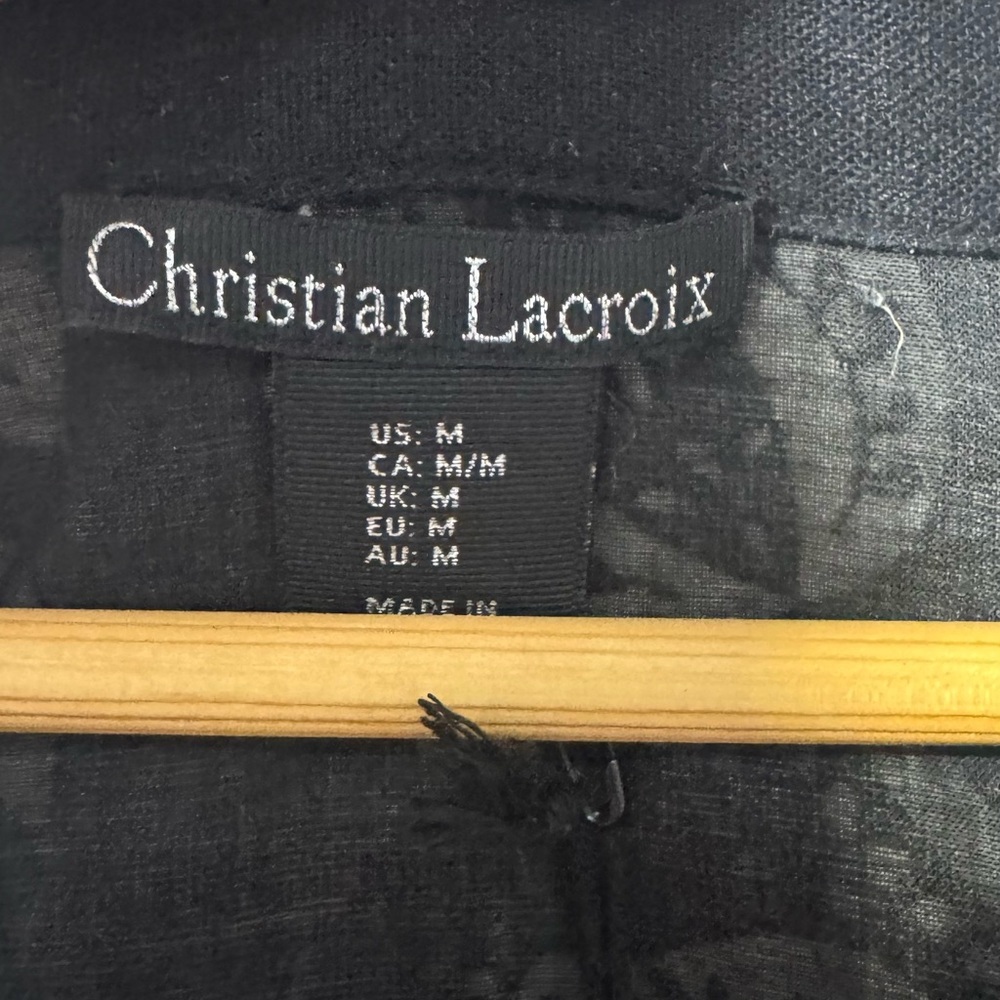 Christian Lacroix
US: M
CA: M/M
UK: M
EU: M
AU: M
MADE IN